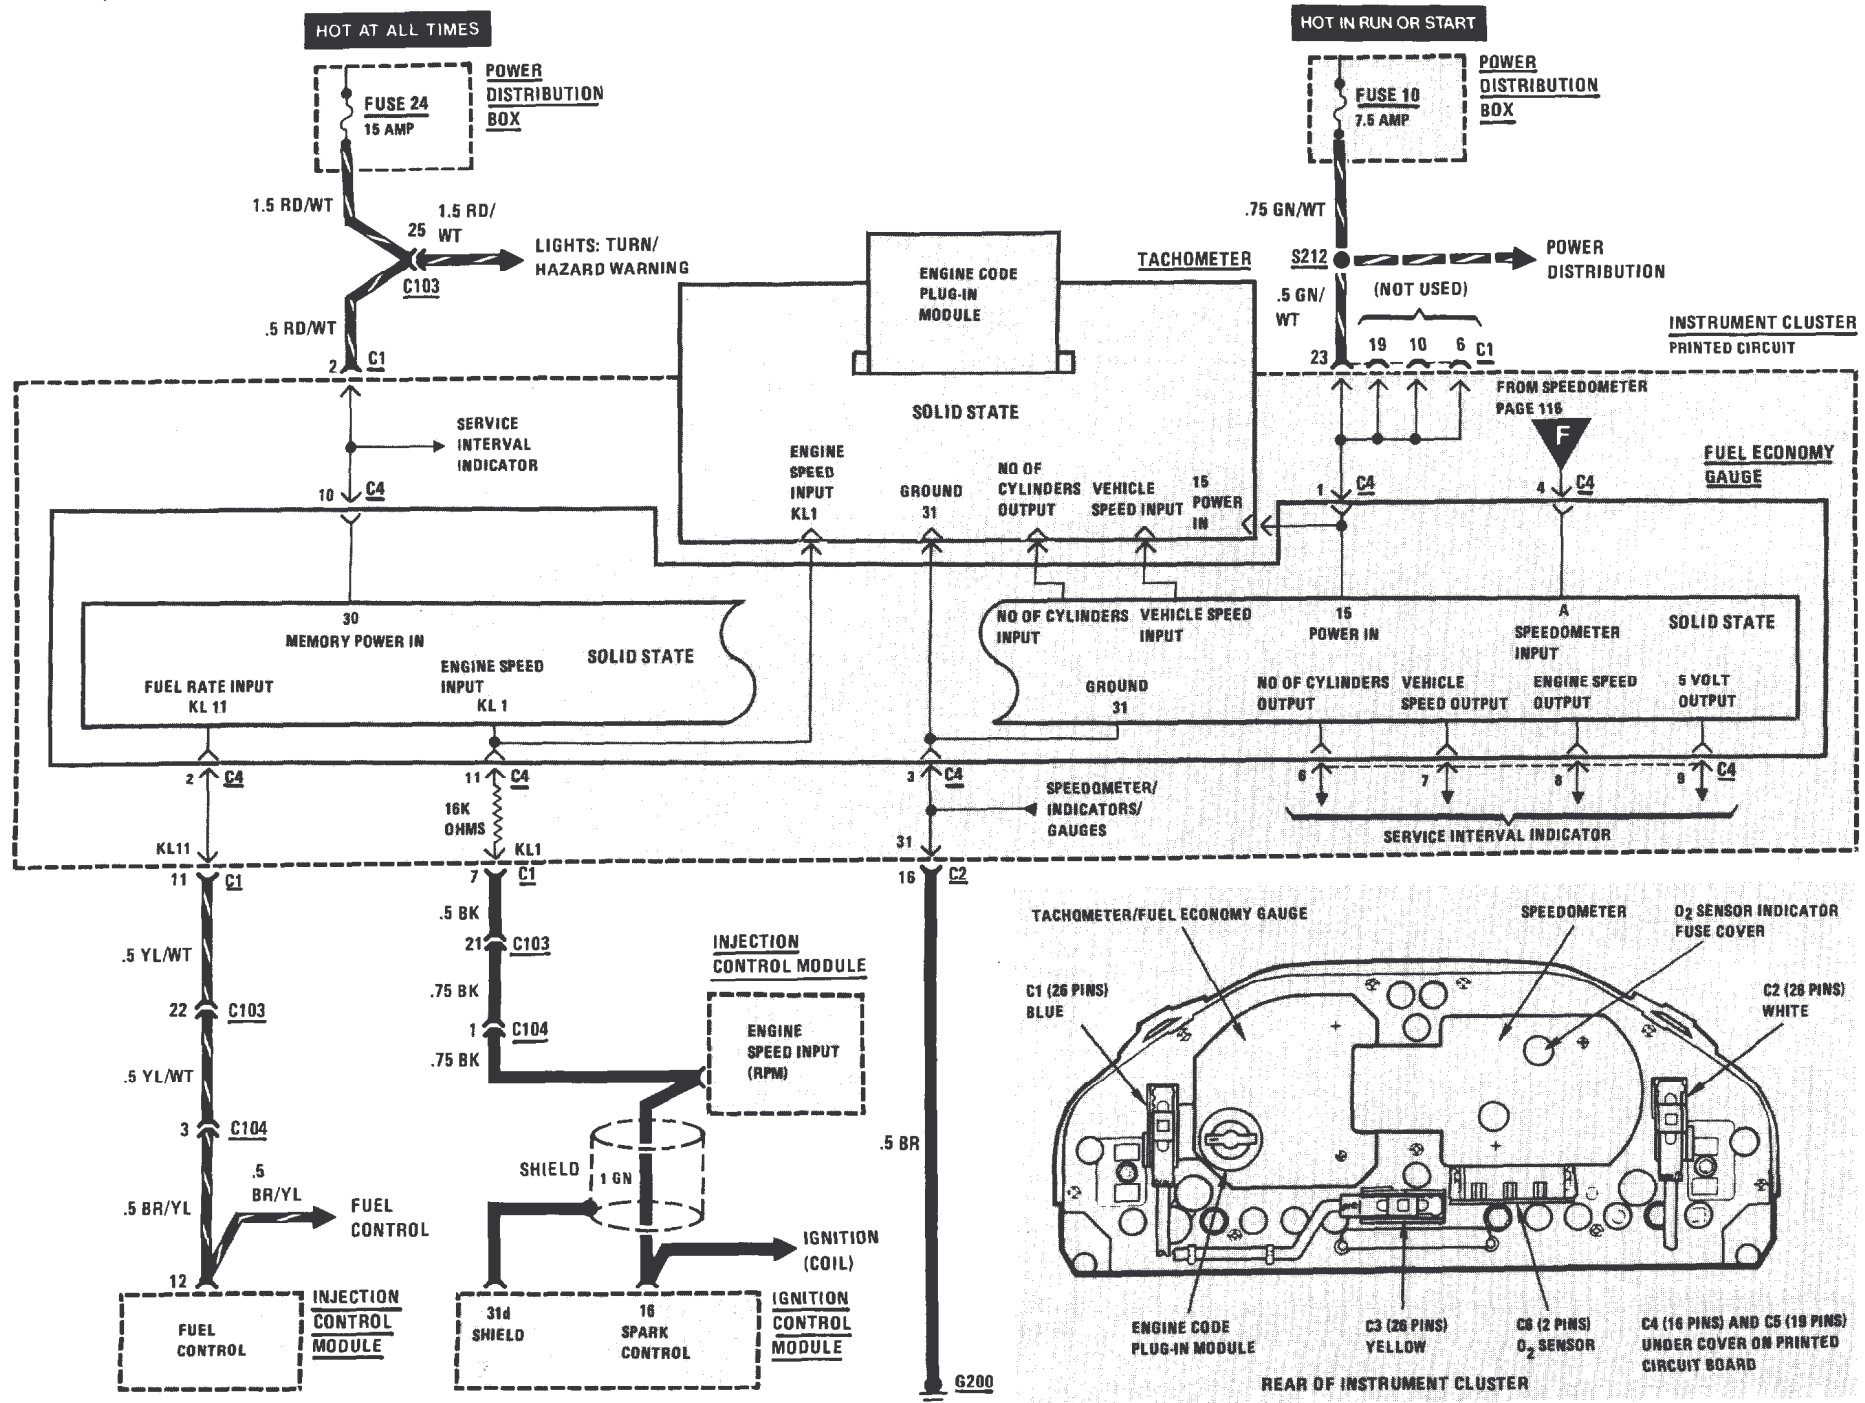 HOT AT ALL TIMES
FUSE 24
15 AMP
POWER
DISTRIBUTION
BOX
1.5 RD/WT
25
1.5 RD/
WT
LIGHTS: TURN/
HAZARD WARNING
C103
.5 RD/WT
2
C1
HOT IN RUN OR START
FUSE 10
7.5 AMP
POWER
DISTRIBUTION
BOX
.75 GN/WT
S212
POWER
DISTRIBUTION
.5 GN/
WT
(NOT USED)
23
19
10
6
C1
INSTRUMENT CLUSTER
PRINTED CIRCUIT
TACHOMETER
ENGINE CODE
PLUG-IN
MODULE
SOLID STATE
ENGINE
SPEED
INPUT
KL1
GROUND
31
NO OF
CYLINDERS
OUTPUT
VEHICLE
SPEED INPUT
15
POWER
IN
FROM SPEEDOMETER
PAGE 116
F
FUEL ECONOMY
GAUGE
SERVICE
INTERVAL
INDICATOR
10
C4
1
C4
4
C4
30
MEMORY POWER IN
SOLID STATE
ENGINE SPEED
INPUT
KL 1
FUEL RATE INPUT
KL 11
NO OF CYLINDERS
INPUT
VEHICLE SPEED
INPUT
15
POWER IN
A
SPEEDOMETER
INPUT
SOLID STATE
GROUND
31
NO OF CYLINDERS
OUTPUT
VEHICLE
SPEED OUTPUT
ENGINE SPEED
OUTPUT
5 VOLT
OUTPUT
2
C4
11
C4
3
C4
6
7
8
9
C4
16K
OHMS
SPEEDOMETER/
INDICATORS/
GAUGES
SERVICE INTERVAL INDICATOR
KL11
KL1
31
11
C1
7
C1
16
C2
.5 YL/WT
22
C103
.5 YL/WT
3
C104
.5 BR/YL
.5
BR/YL
FUEL
CONTROL
12
FUEL
CONTROL
INJECTION
CONTROL
MODULE
.5 BK
21
C103
.75 BK
1
C104
.75 BK
INJECTION
CONTROL MODULE
ENGINE
SPEED INPUT
(RPM)
SHIELD
1 GN
IGNITION
(COIL)
31d
SHIELD
16
SPARK
CONTROL
IGNITION
CONTROL
MODULE
.5 BR
G200
TACHOMETER/FUEL ECONOMY GAUGE
SPEEDOMETER
O2 SENSOR INDICATOR
FUSE COVER
C1 (26 PINS)
BLUE
C2 (26 PINS)
WHITE
ENGINE CODE
PLUG-IN MODULE
C3 (26 PINS)
YELLOW
C6 (2 PINS)
O2 SENSOR
C4 (16 PINS) AND C5 (19 PINS)
UNDER COVER ON PRINTED
CIRCUIT BOARD
REAR OF INSTRUMENT CLUSTER